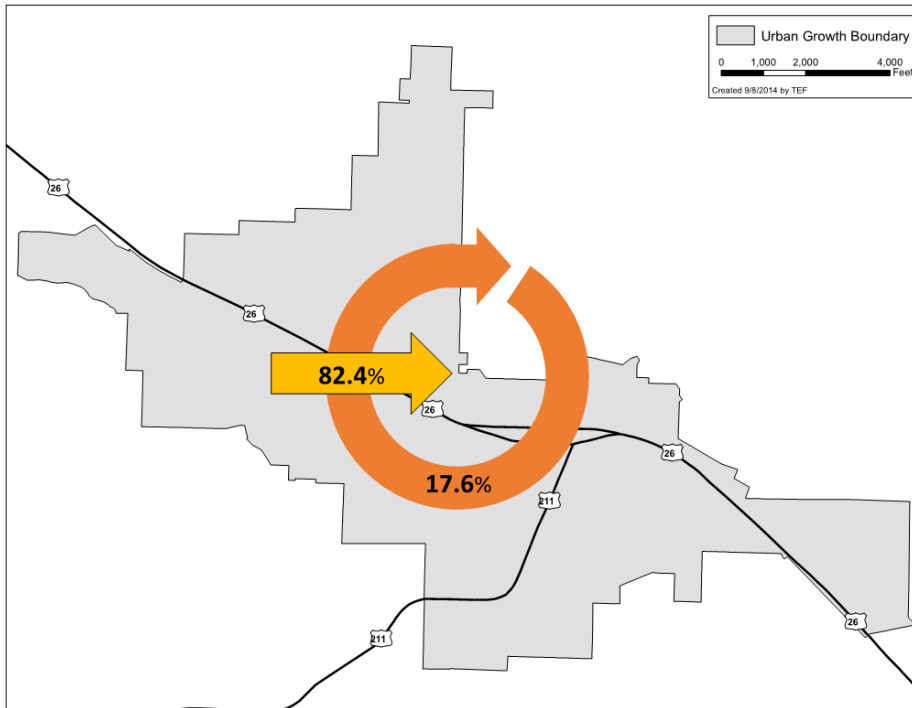 Urban Growth Boundary
0 1,000 2,000 4,000
Feet
Created 9/8/2014 by TEF
26
26
82.4%
26
26
17.6%
211
26
211